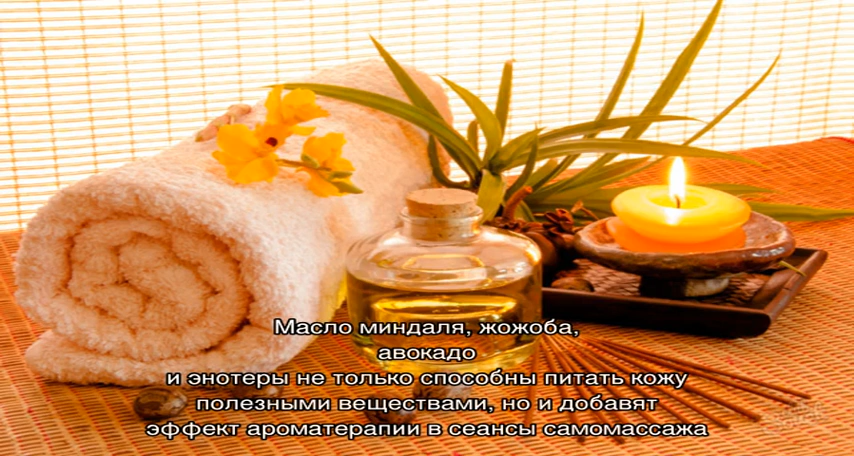 Масло миндаля, жожоба,
авокадо
и энотеры не только способны питать кожу
полезными веществами, но и добавят
эффект ароматерапии в сеансы самомассажа